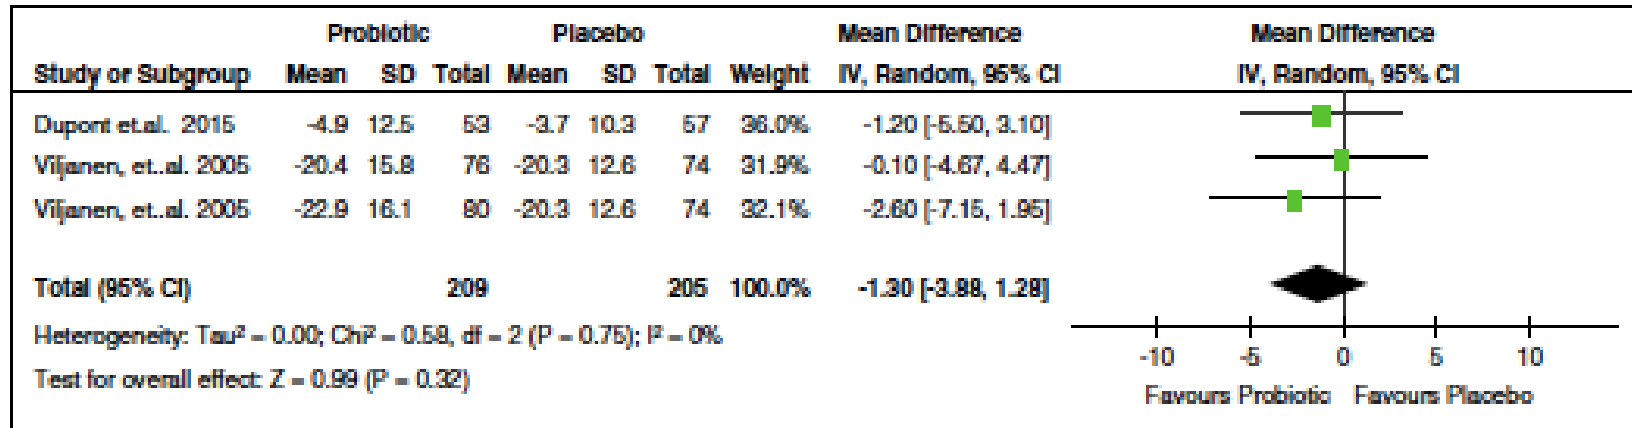 Probiotic Placebo Mean Difference Mean Difference
Study or Subgroup Mean SD Total Mean SD Total Weight IV, Random, 95% CI IV, Random, 95% CI
Dupont et.al. 2015 -4.9 12.5 53 -3.7 10.3 57 36.0% -1.20 [-5.50, 3.10]
Viljanen, et..al. 2005 -20.4 15.8 76 -20.3 12.6 74 31.9% -0.10 [-4.67, 4.47]
Viljanen, et..al. 2005 -22.9 16.1 80 -20.3 12.6 74 32.1% -2.60 [-7.15, 1.95]
Total (95% CI) 209 205 100.0% -1.30 [-3.88, 1.28]
Heterogeneity: Tau² = 0.00; Chi² = 0.58, df = 2 (P = 0.75); I² = 0%
Test for overall effect: Z = 0.99 (P = 0.32)
-10 -5 0 5 10
Favours Probiotic Favours Placebo